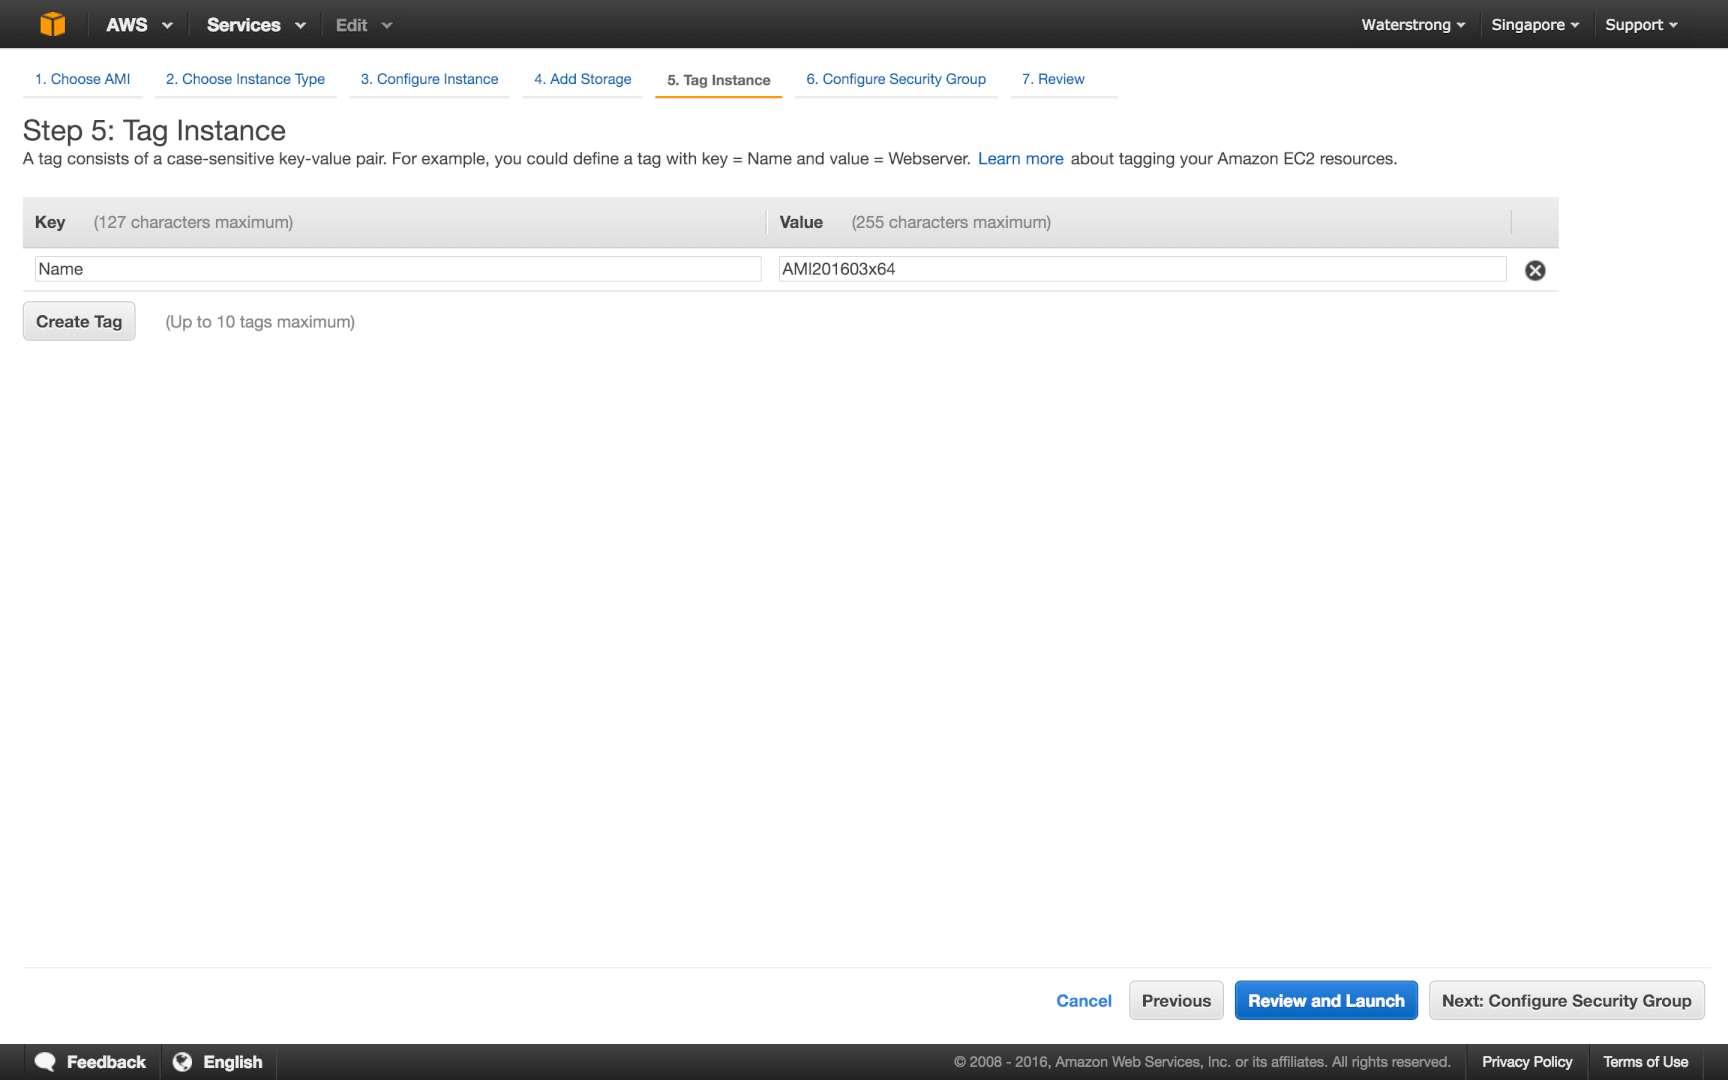 AWS Services Edit Waterstrong Singapore Support
1. Choose AMI 2. Choose Instance Type 3. Configure Instance 4. Add Storage 5. Tag Instance 6. Configure Security Group 7. Review
Step 5: Tag Instance
A tag consists of a case-sensitive key-value pair. For example, you could define a tag with key = Name and value = Webserver. Learn more about tagging your Amazon EC2 resources.
Key (127 characters maximum) Value (255 characters maximum)
Name AMI201603x64
Create Tag (Up to 10 tags maximum)
Cancel Previous Review and Launch Next: Configure Security Group
Feedback English © 2008 - 2016, Amazon Web Services, Inc. or its affiliates. All rights reserved. Privacy Policy Terms of Use